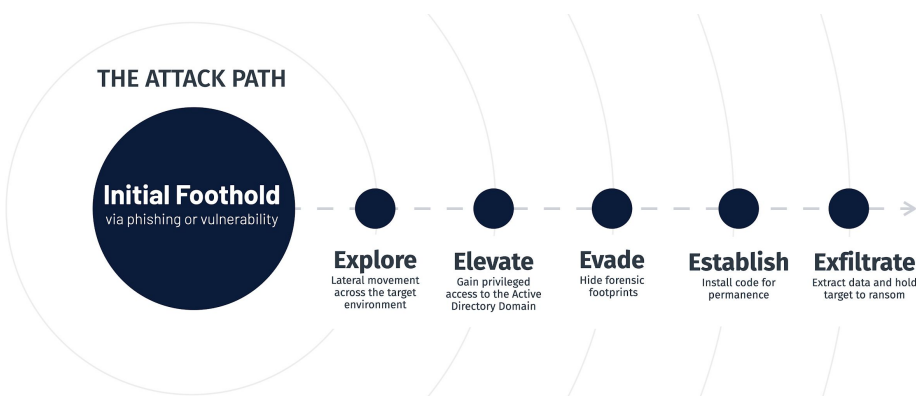 THE ATTACK PATH
Initial Foothold
via phishing or vulnerability
Explore
Lateral movement
across the target
environment
Elevate
Gain privileged
access to the Active
Directory Domain
Evade
Hide forensic
footprints
Establish
Install code for
permanence
Exfiltrate
Extract data and hold
target to ransom